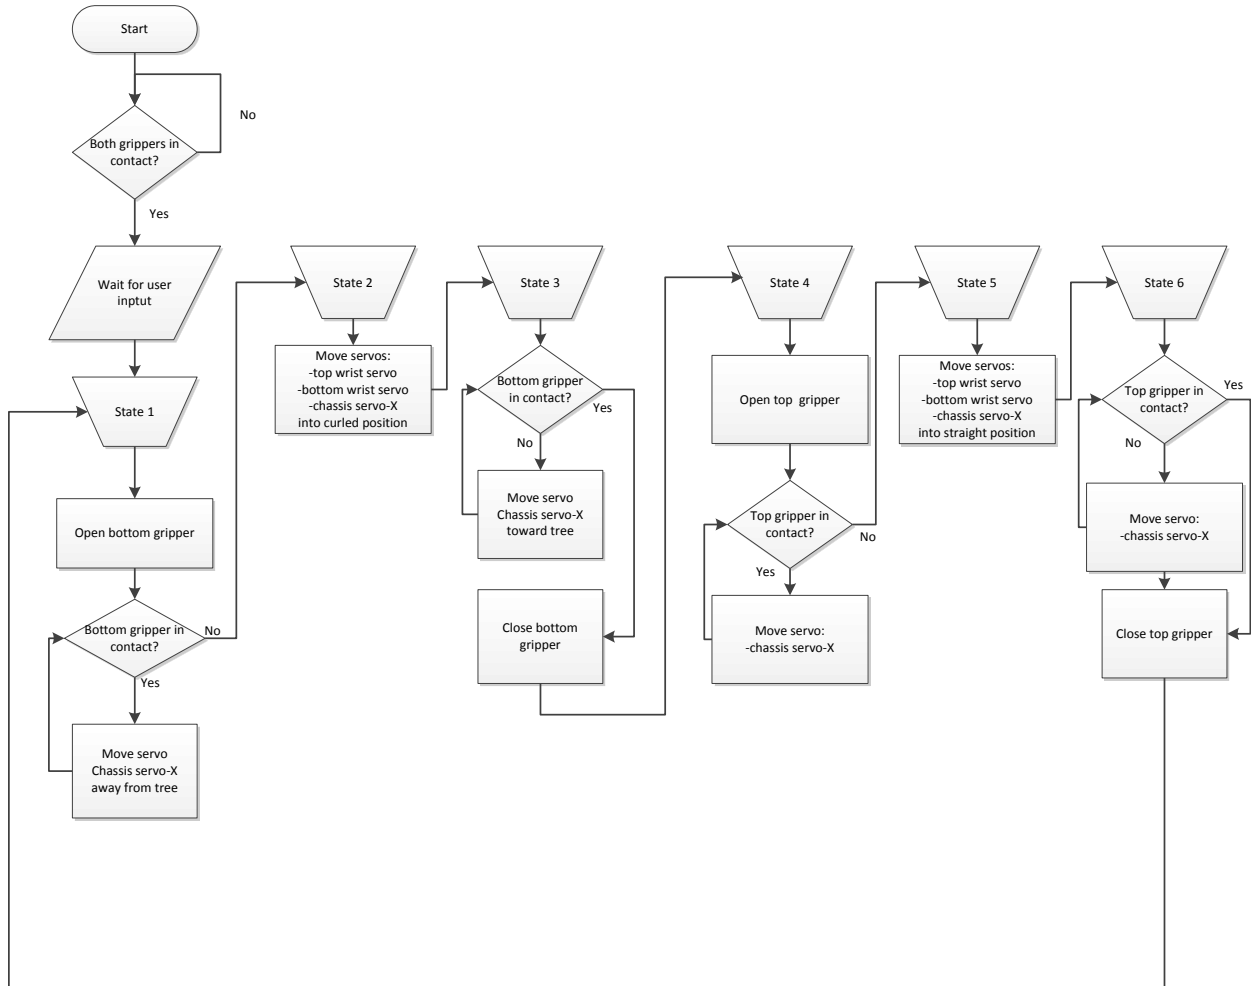 Start
Both grippers in
contact?
No
Yes
Wait for user
inptut
State 1
Open bottom gripper
Bottom gripper in
contact?
No
Yes
Move servo
Chassis servo-X
away from tree
State 2
Move servos:
-top wrist servo
-bottom wrist servo
-chassis servo-X
into curled position
State 3
Bottom gripper
in contact?
Yes
No
Move servo
Chassis servo-X
toward tree
Close bottom
gripper
State 4
Open top  gripper
Top gripper in
contact?
No
Yes
Move servo:
-chassis servo-X
State 5
Move servos:
-top wrist servo
-bottom wrist servo
-chassis servo-X
into straight position
State 6
Top gripper in
contact?
Yes
No
Move servo:
-chassis servo-X
Close top gripper